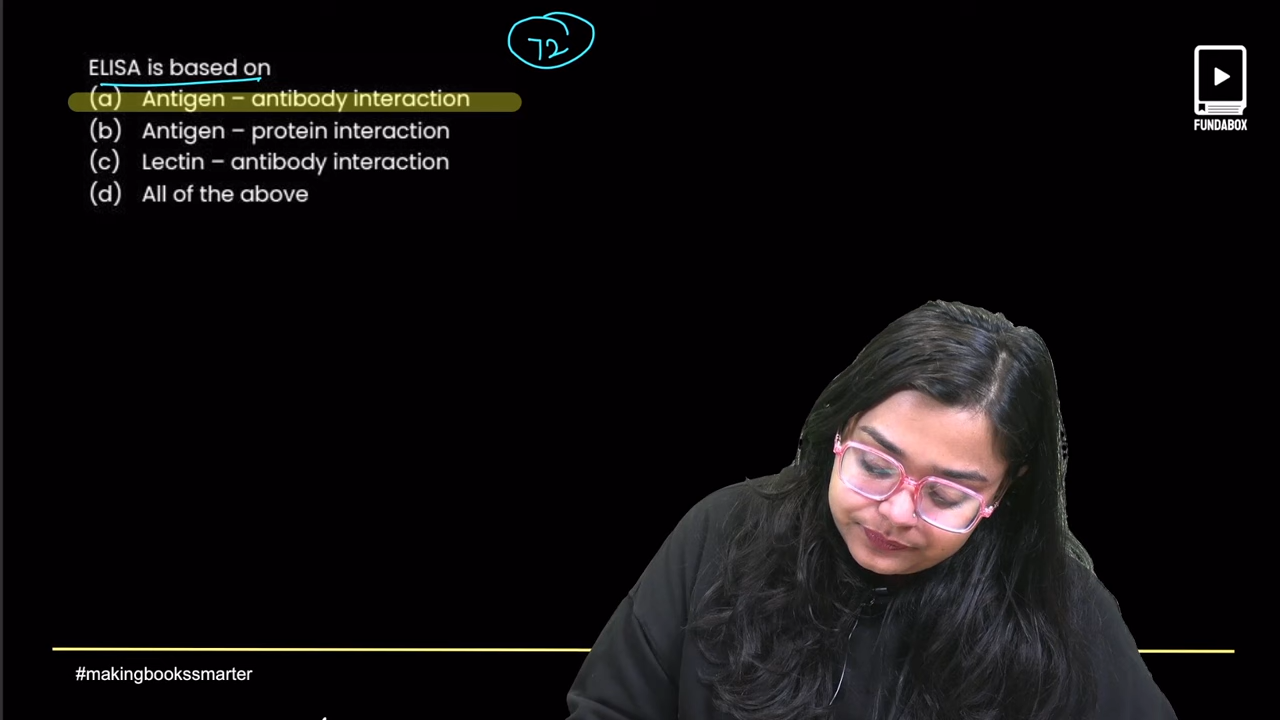 72
ELISA is based on
(a) Antigen – antibody interaction
(b) Antigen – protein interaction
(c) Lectin – antibody interaction
(d) All of the above
FUNDABOX
#makingbookssmarter